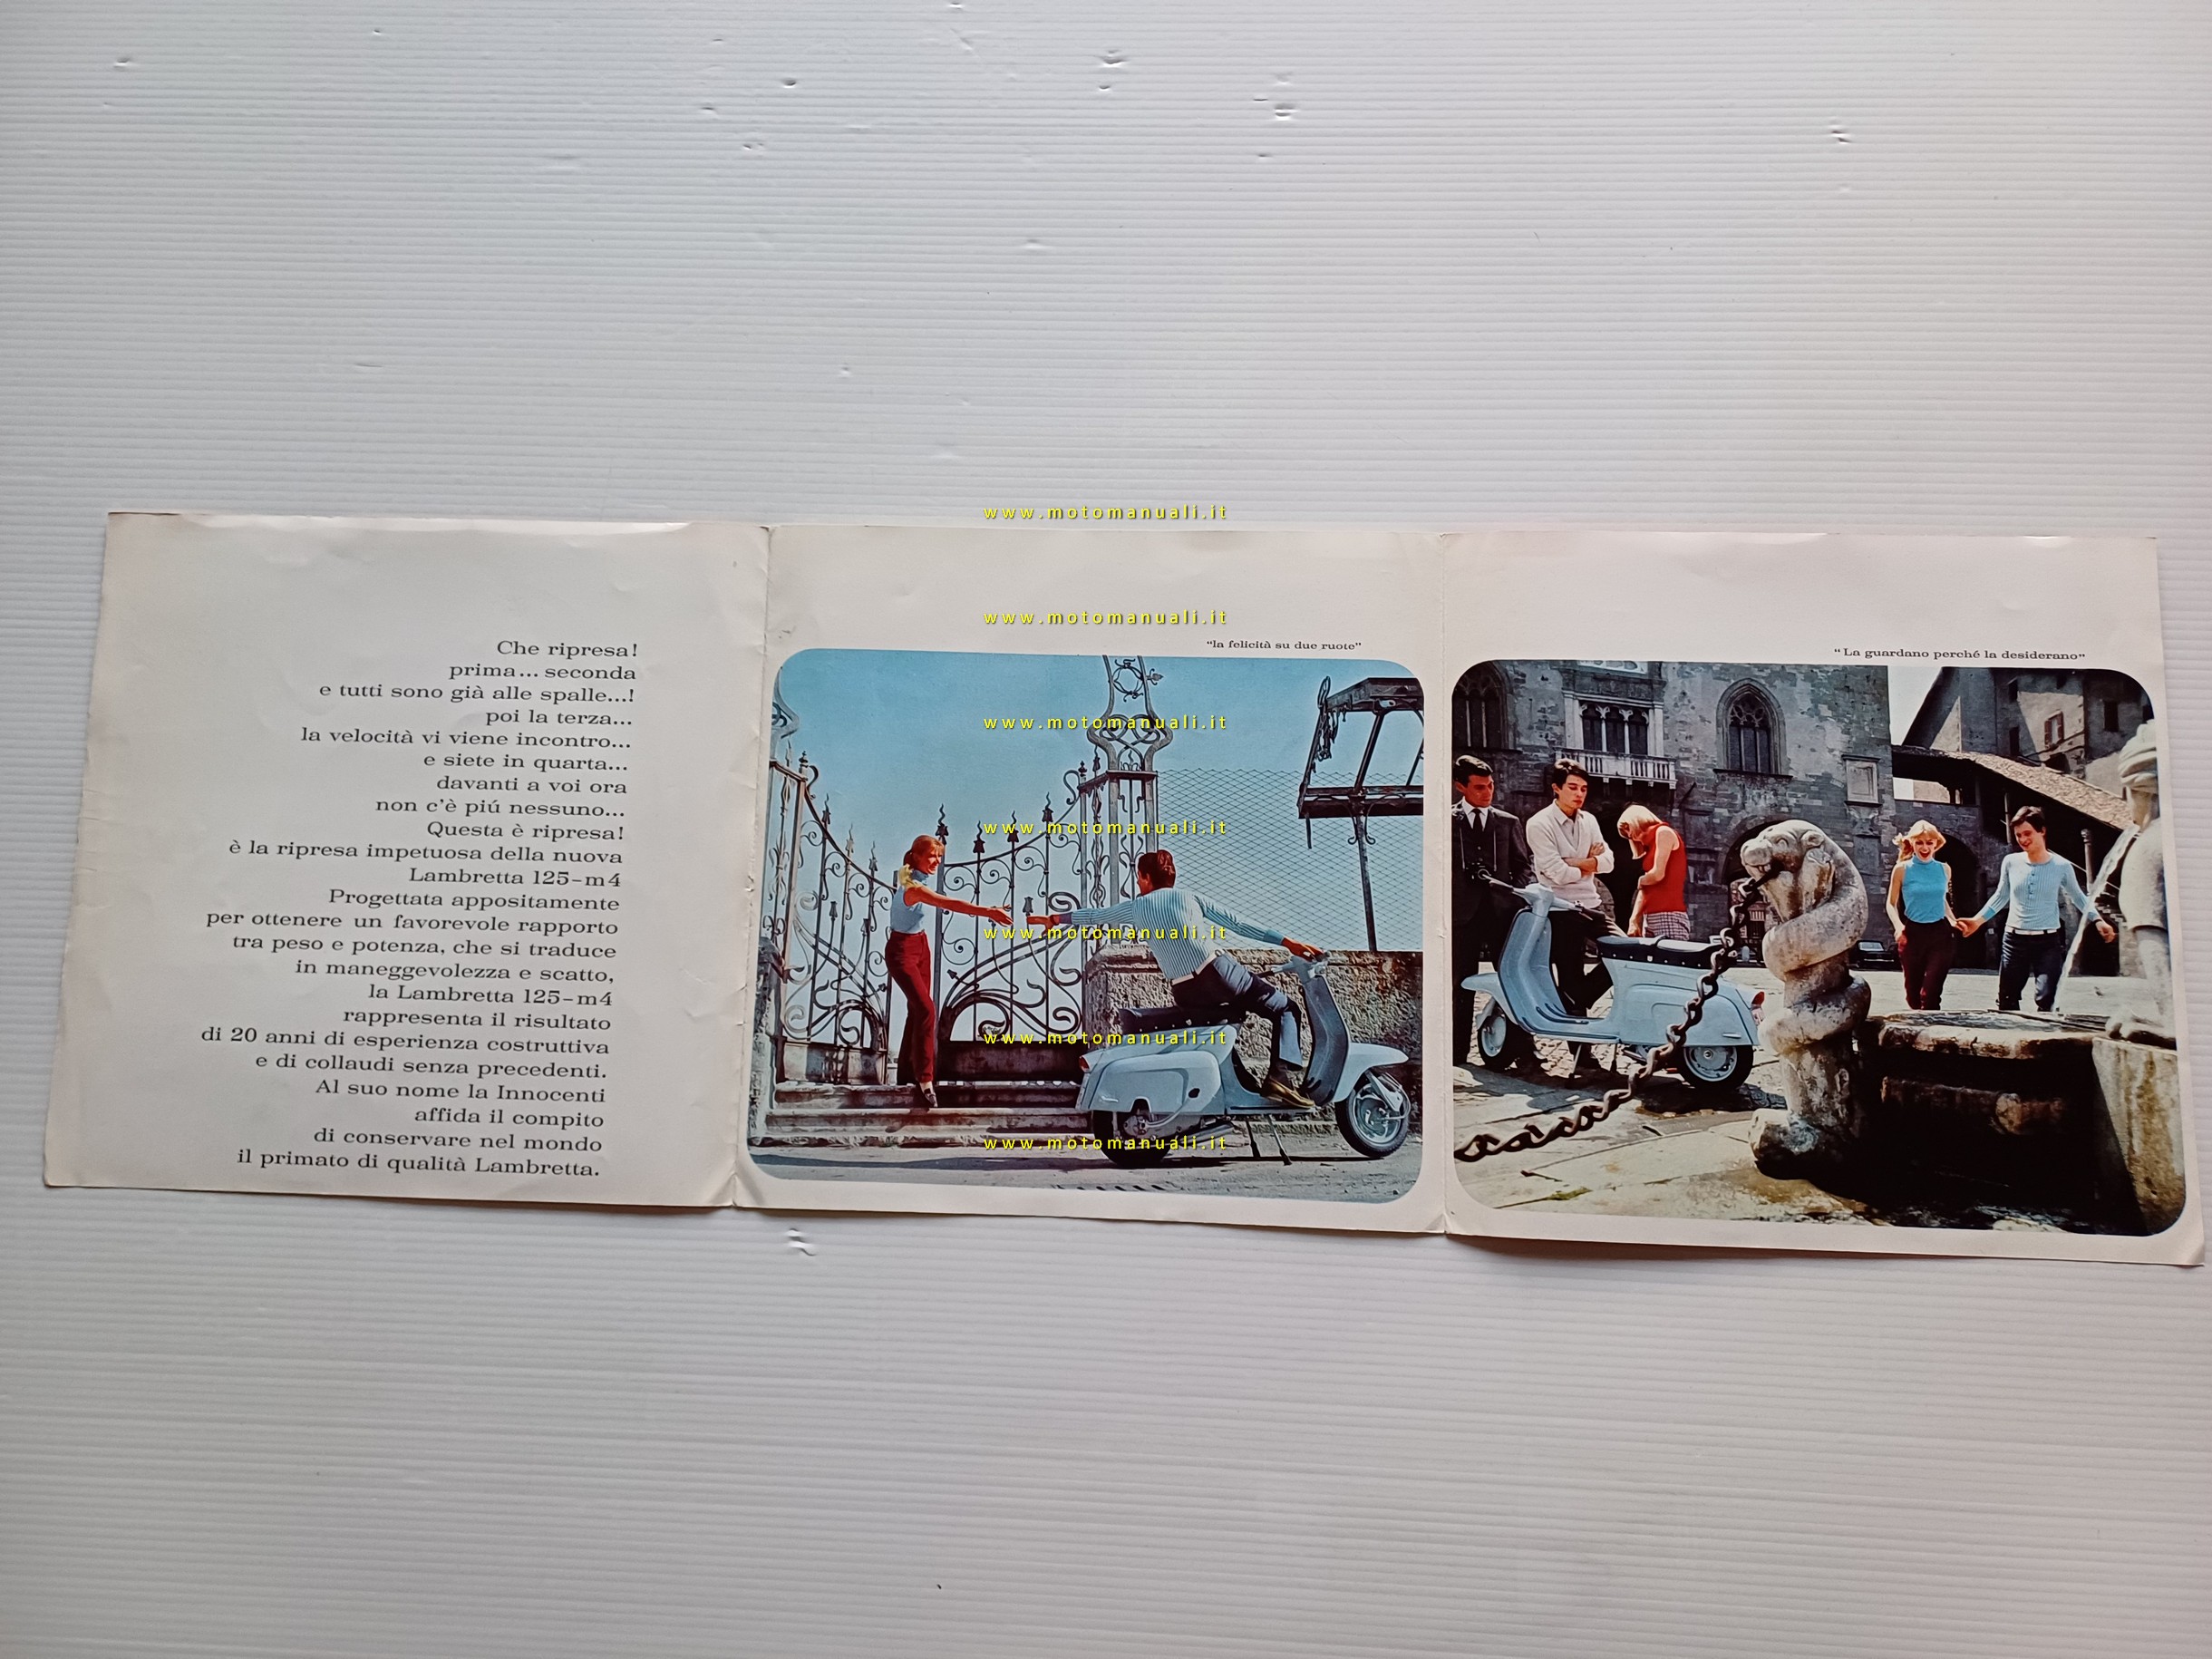 Che ripresa!
prima... seconda
e tutti sono già alle spalle...!
poi la terza...
la velocità vi viene incontro...
e siete in quarta...
davanti a voi ora
non c'è piú nessuno...
Questa è ripresa!
è la ripresa impetuosa della nuova
Lambretta 125-m4
Progettata appositamente
per ottenere un favorevole rapporto
tra peso e potenza, che si traduce
in maneggevolezza e scatto,
la Lambretta 125-m4
rappresenta il risultato
di 20 anni di esperienza costruttiva
e di collaudi senza precedenti.
Al suo nome la Innocenti
affida il compito
di conservare nel mondo
il primato di qualità Lambretta.
"la felicità su due ruote"
"La guardano perché la desiderano"
www.motomanuali.it
www.motomanuali.it
www.motomanuali.it
www.motomanuali.it
www.motomanuali.it
www.motomanuali.it
www.motomanuali.it